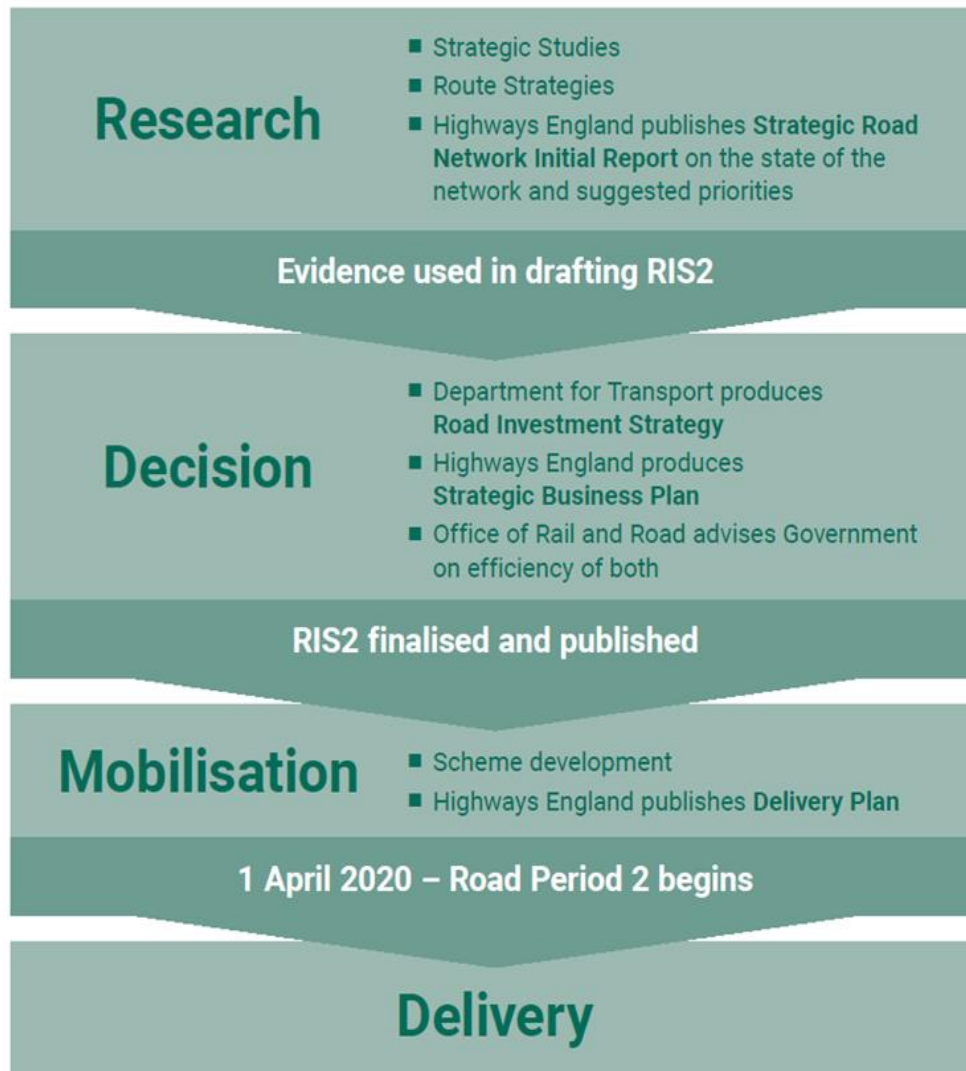 Research
■ Strategic Studies
■ Route Strategies
■ Highways England publishes Strategic Road
Network Initial Report on the state of the
network and suggested priorities
Evidence used in drafting RIS2
Decision
■ Department for Transport produces
Road Investment Strategy
■ Highways England produces
Strategic Business Plan
■ Office of Rail and Road advises Government
on efficiency of both
RIS2 finalised and published
Mobilisation
■ Scheme development
■ Highways England publishes Delivery Plan
1 April 2020 – Road Period 2 begins
Delivery